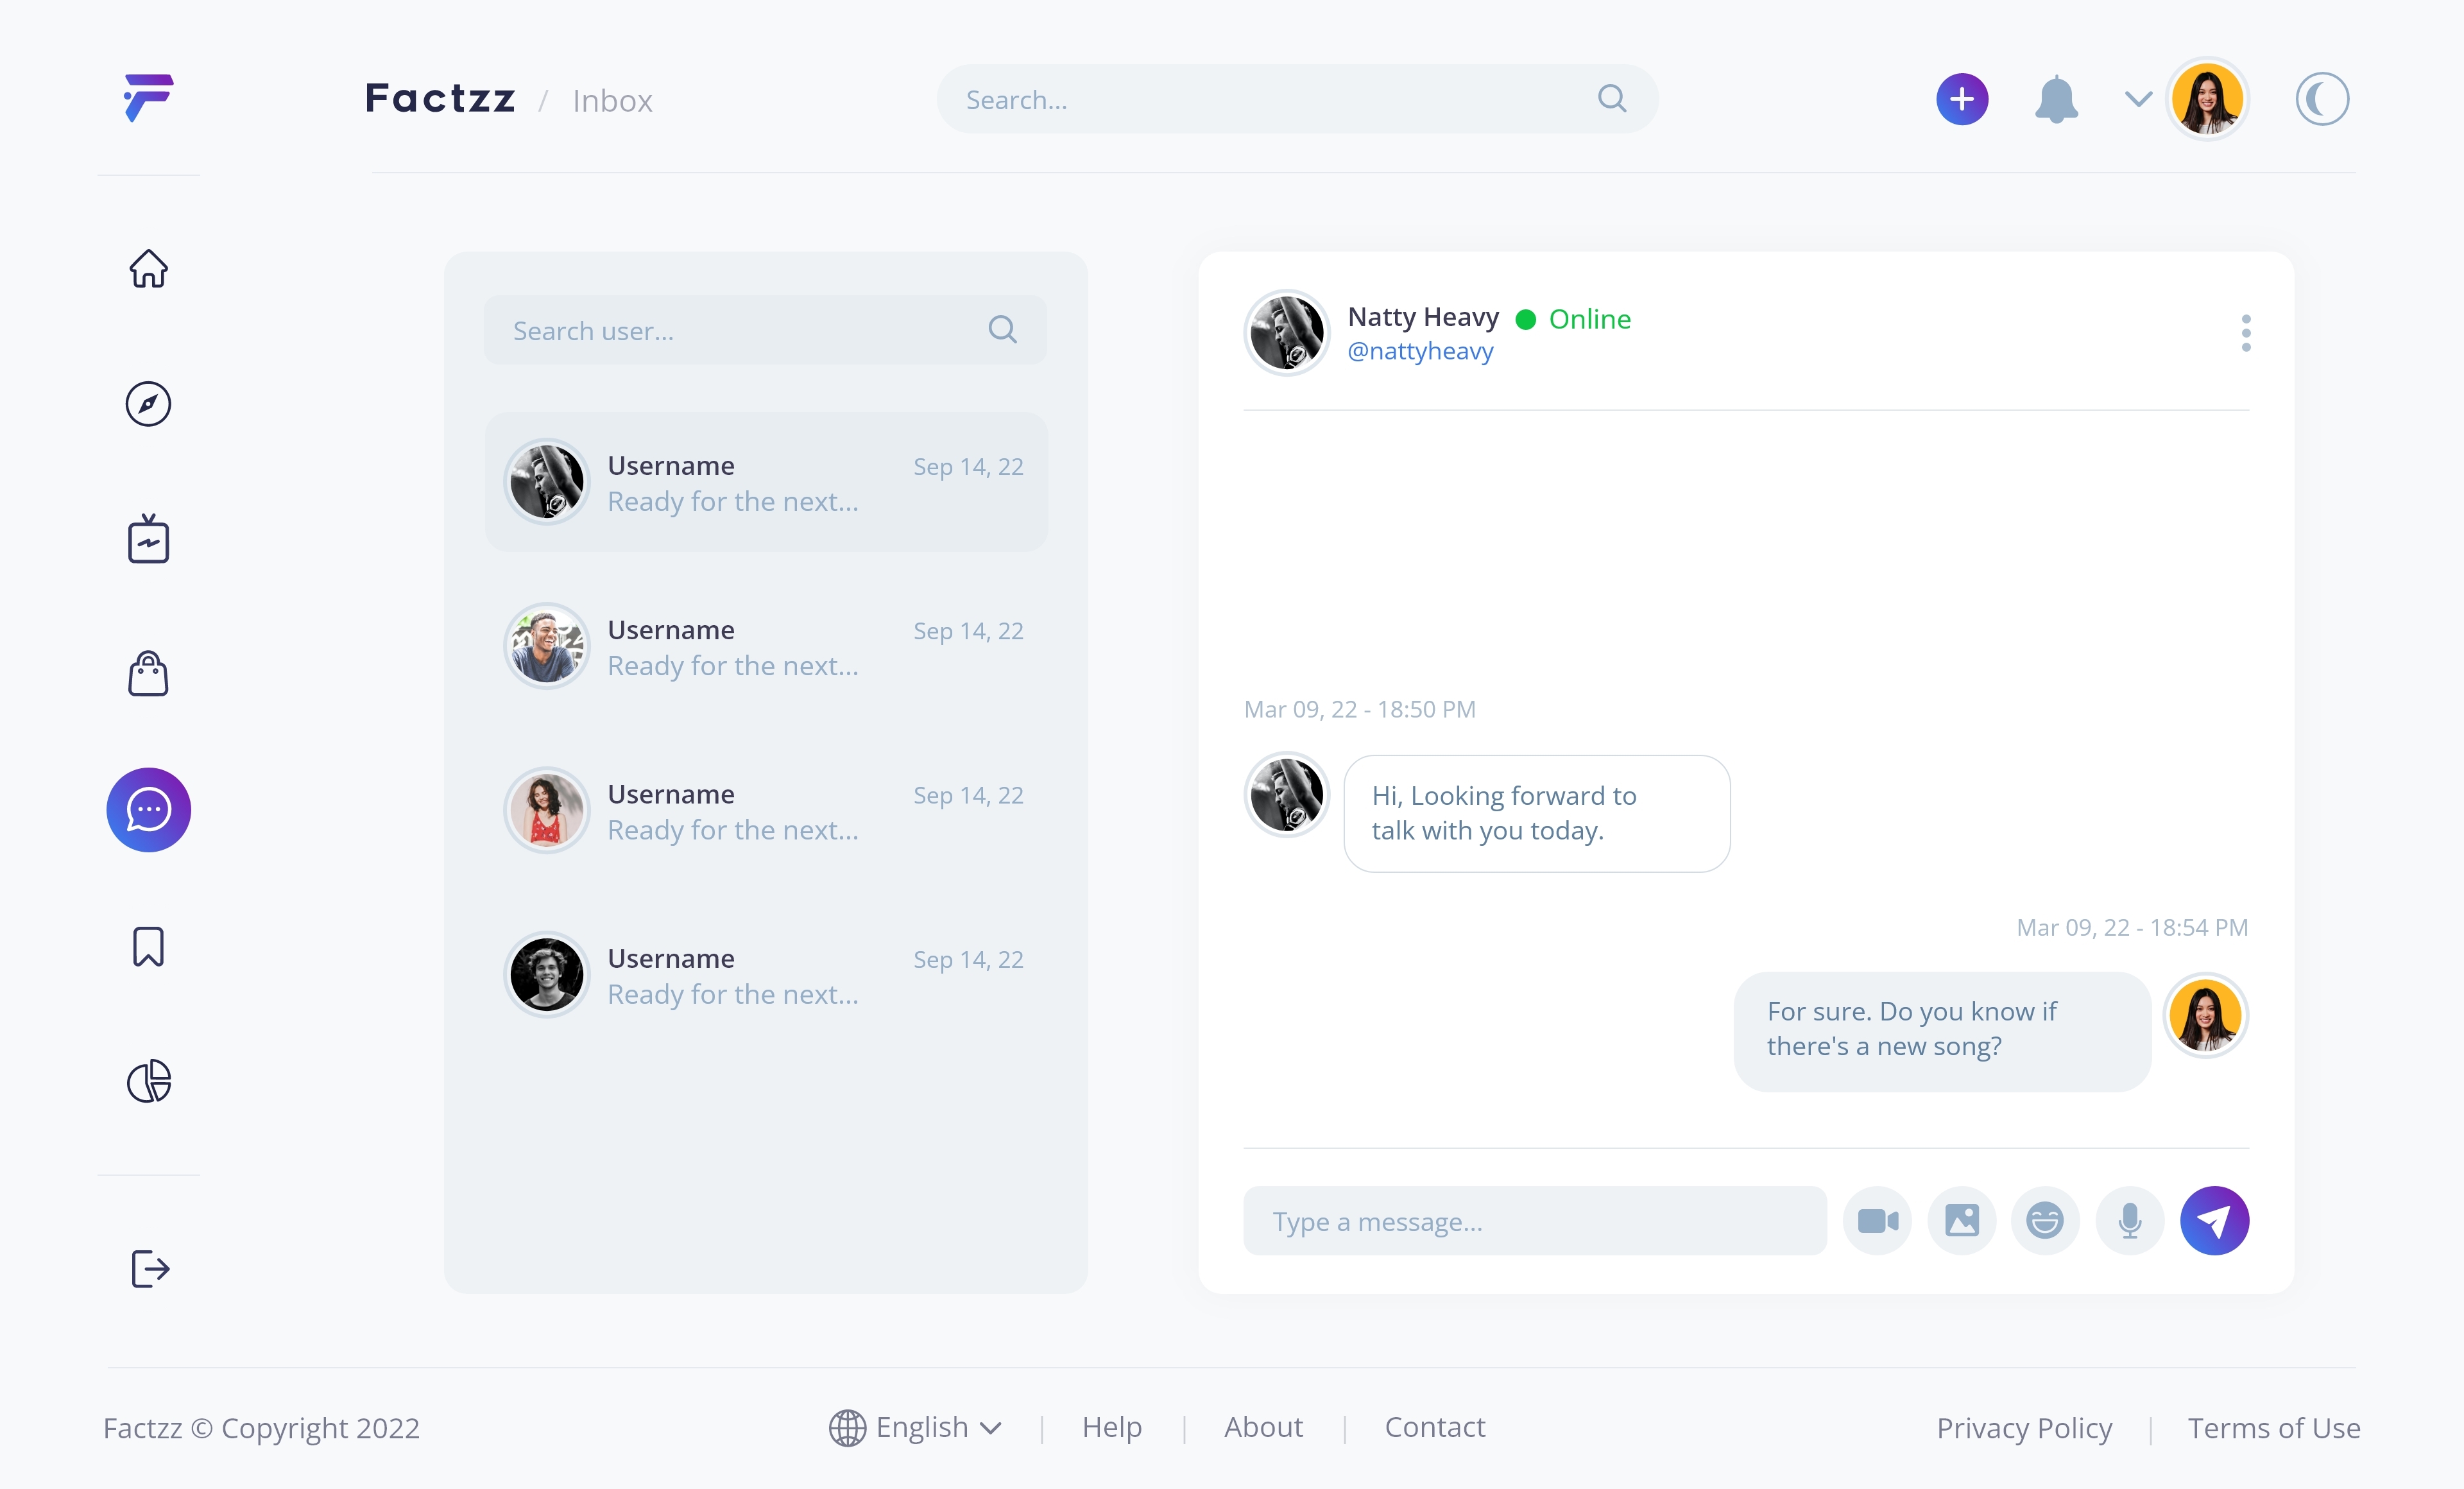 Factzz / Inbox
Search...
Search user...
Username
Sep 14, 22
Ready for the next...
Username
Sep 14, 22
Ready for the next...
Username
Sep 14, 22
Ready for the next...
Username
Sep 14, 22
Ready for the next...
Natty Heavy
Online
@nattyheavy
Mar 09, 22 - 18:50 PM
Hi, Looking forward to
talk with you today.
Mar 09, 22 - 18:54 PM
For sure. Do you know if
there's a new song?
Type a message...
Factzz © Copyright 2022
English | Help | About | Contact
Privacy Policy | Terms of Use